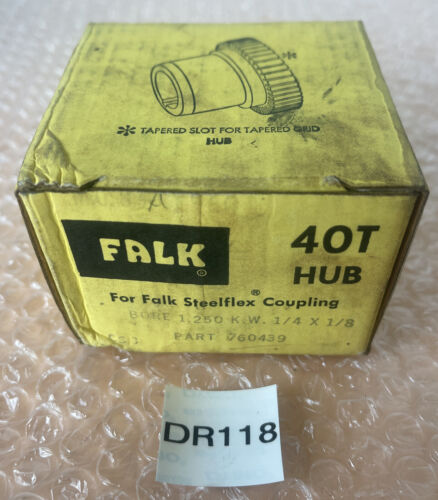 * TAPERED SLOT FOR TAPERED GRID
HUB
A
FALK
®
40T
HUB
For Falk Steelflex® Coupling
BORE 1.250 K.W. 1/4 X 1/8
PART 760439
DR118